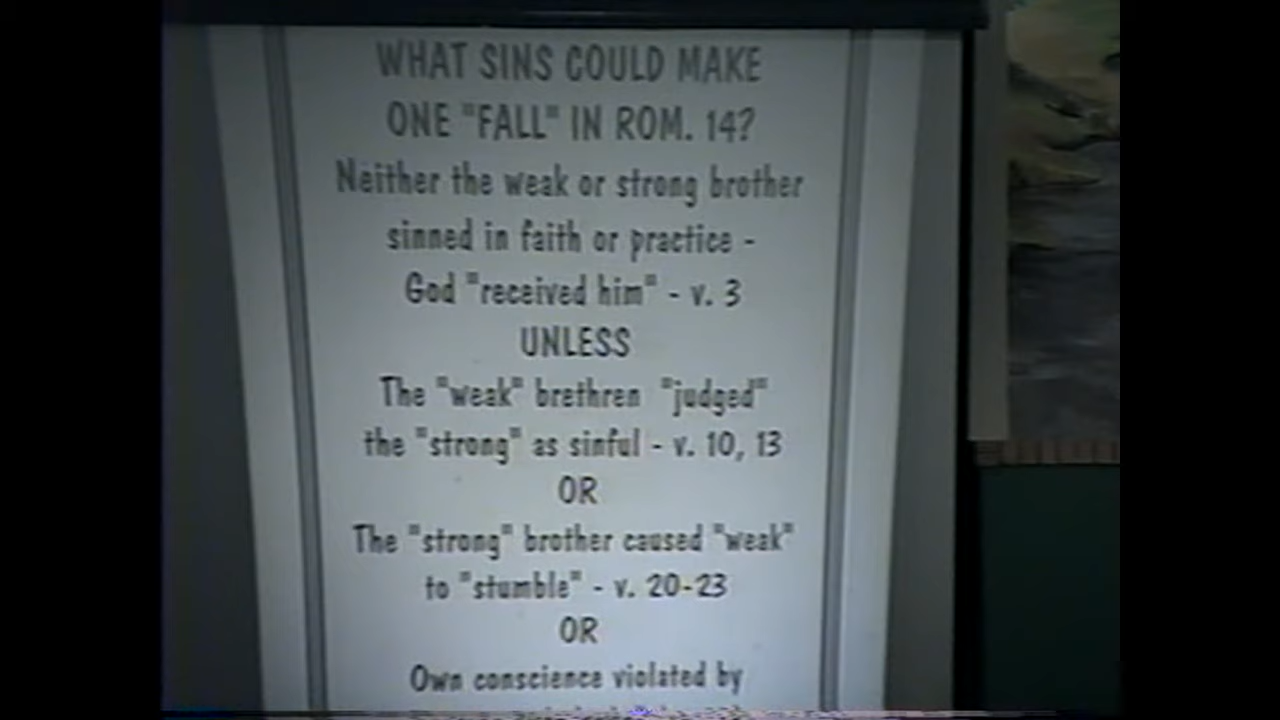 WHAT SINS COULD MAKE
ONE "FALL" IN ROM. 14?
Neither the weak or strong brother
sinned in faith or practice -
God "received him" - v. 3
UNLESS
The "weak" brethren "judged"
the "strong" as sinful - v. 10, 13
OR
The "strong" brother caused "weak"
to "stumble" - v. 20-23
OR
Own conscience violated by